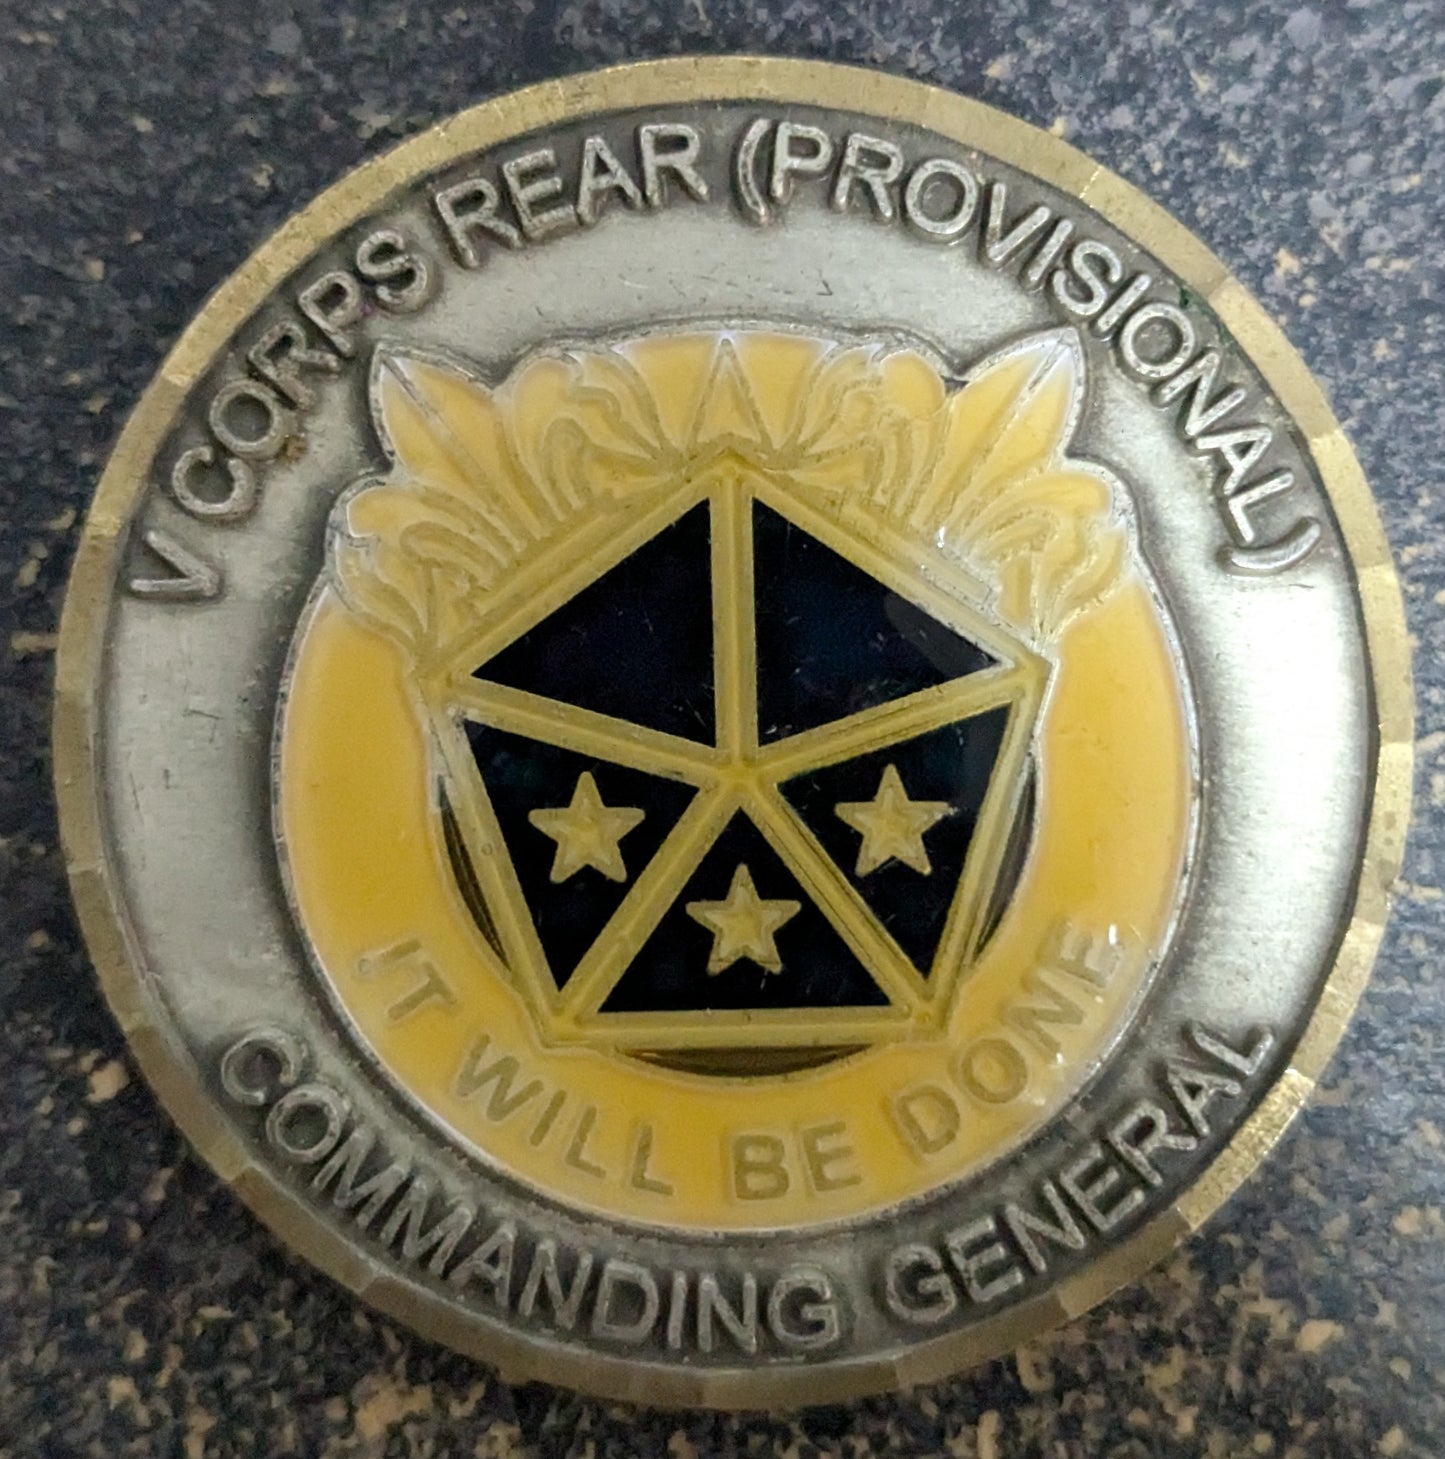 V CORPS REAR (PROVISIONAL)
IT WILL BE DONE
COMMANDING GENERAL